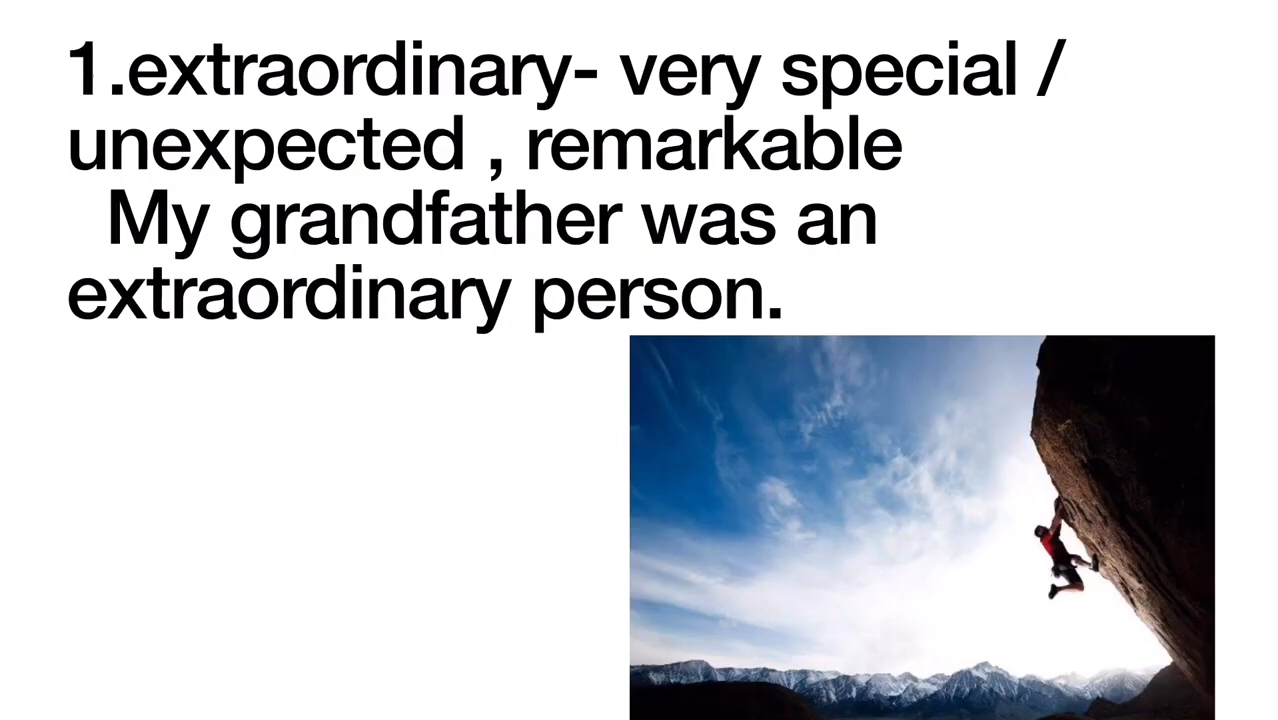 1.extraordinary- very special /
unexpected , remarkable
My grandfather was an
extraordinary person.